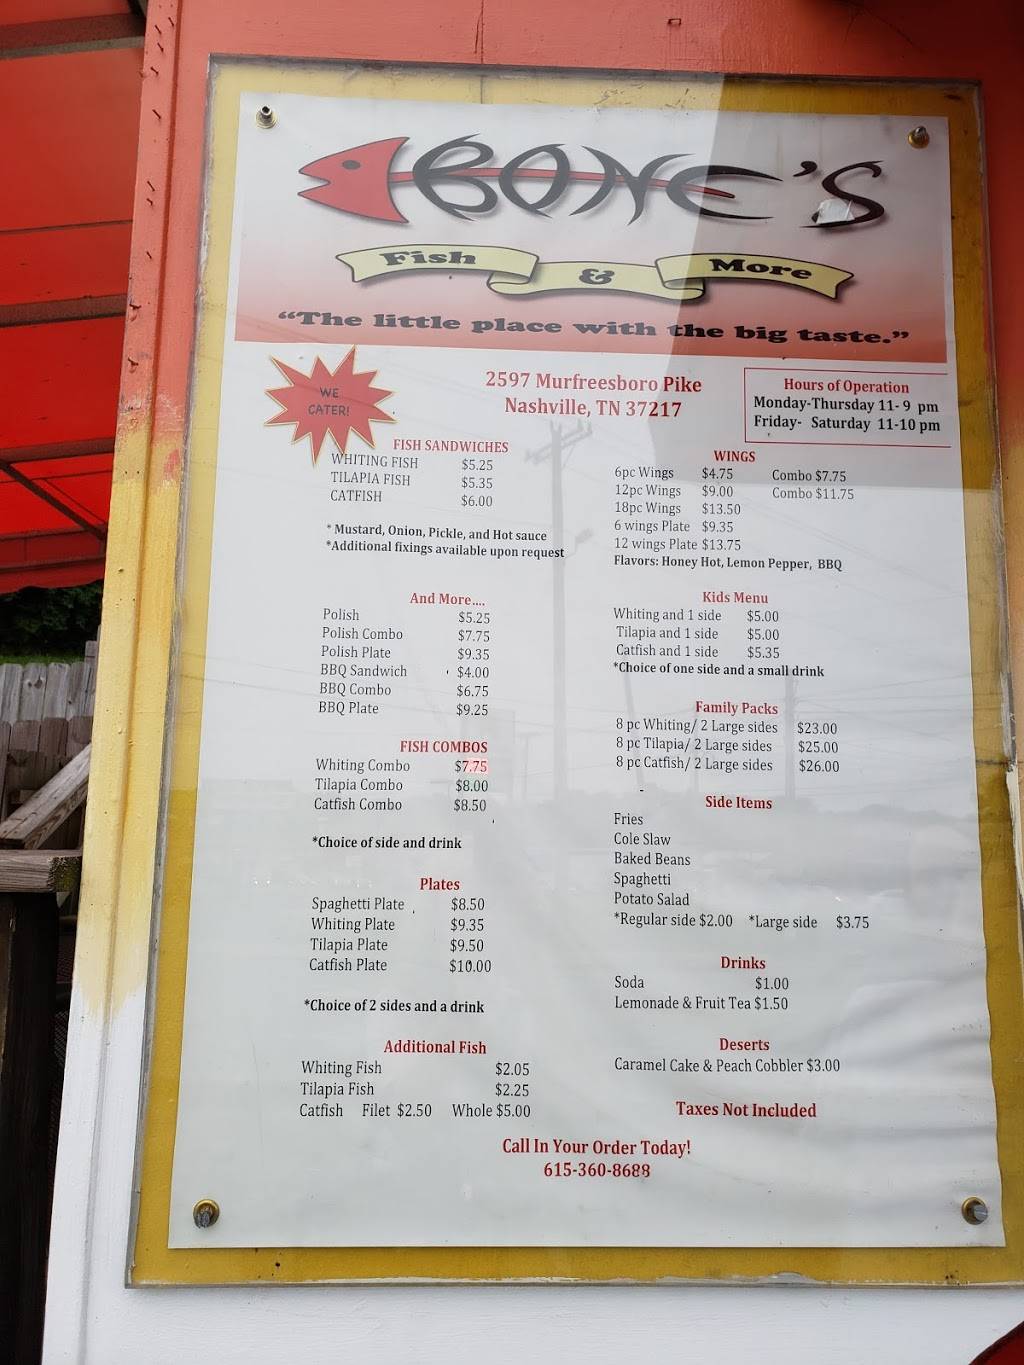 BONE'S
Fish & More
"The little place with the big taste."
WE
CATER!
2597 Murfreesboro Pike
Nashville, TN 37217
Hours of Operation
Monday-Thursday 11- 9 pm
Friday- Saturday 11-10 pm
FISH SANDWICHES
WHITING FISH $5.25
TILAPIA FISH $5.35
CATFISH $6.00
* Mustard, Onion, Pickle, and Hot sauce
*Additional fixings available upon request
And More....
Polish $5.25
Polish Combo $7.75
Polish Plate $9.35
BBQ Sandwich $4.00
BBQ Combo $6.75
BBQ Plate $9.25
FISH COMBOS
Whiting Combo $7.75
Tilapia Combo $8.00
Catfish Combo $8.50
*Choice of side and drink
Plates
Spaghetti Plate $8.50
Whiting Plate $9.35
Tilapia Plate $9.50
Catfish Plate $10.00
*Choice of 2 sides and a drink
Additional Fish
Whiting Fish $2.05
Tilapia Fish $2.25
Catfish Filet $2.50 Whole $5.00
WINGS
6pc Wings $4.75 Combo $7.75
12pc Wings $9.00 Combo $11.75
18pc Wings $13.50
6 wings Plate $9.35
12 wings Plate $13.75
Flavors: Honey Hot, Lemon Pepper, BBQ
Kids Menu
Whiting and 1 side $5.00
Tilapia and 1 side $5.00
Catfish and 1 side $5.35
*Choice of one side and a small drink
Family Packs
8 pc Whiting/ 2 Large sides $23.00
8 pc Tilapia/ 2 Large sides $25.00
8 pc Catfish/ 2 Large sides $26.00
Side Items
Fries
Cole Slaw
Baked Beans
Spaghetti
Potato Salad
*Regular side $2.00 *Large side $3.75
Drinks
Soda $1.00
Lemonade & Fruit Tea $1.50
Deserts
Caramel Cake & Peach Cobbler $3.00
Taxes Not Included
Call In Your Order Today!
615-360-8688